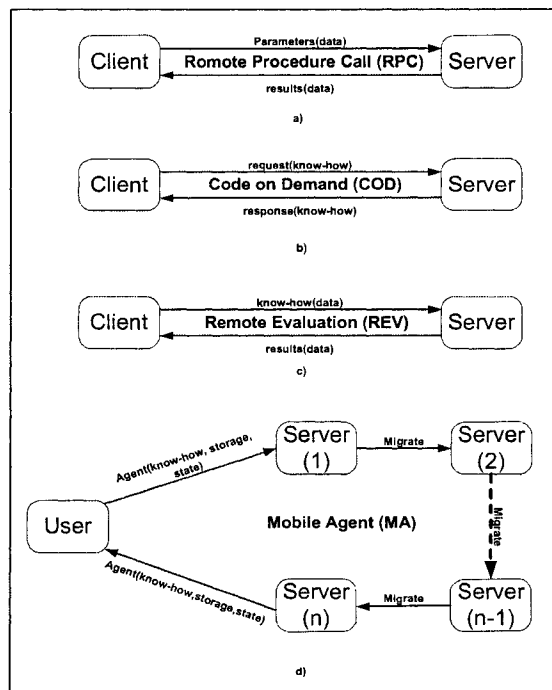 Parameters(data)
Client Romote Procedure Call (RPC) Server
results(data)
a)
request(know-how)
Client Code on Demand (COD) Server
response(know-how)
b)
know-how(data)
Client Remote Evaluation (REV) Server
results(data)
c)
Agent(know-how, storage,
state)
Server
(1)
Migrate
Server
(2)
User
Mobile Agent (MA)
Migrate
Agent(know-how,storage,state)
Server
(n)
Migrate
Server
(n-1)
d)